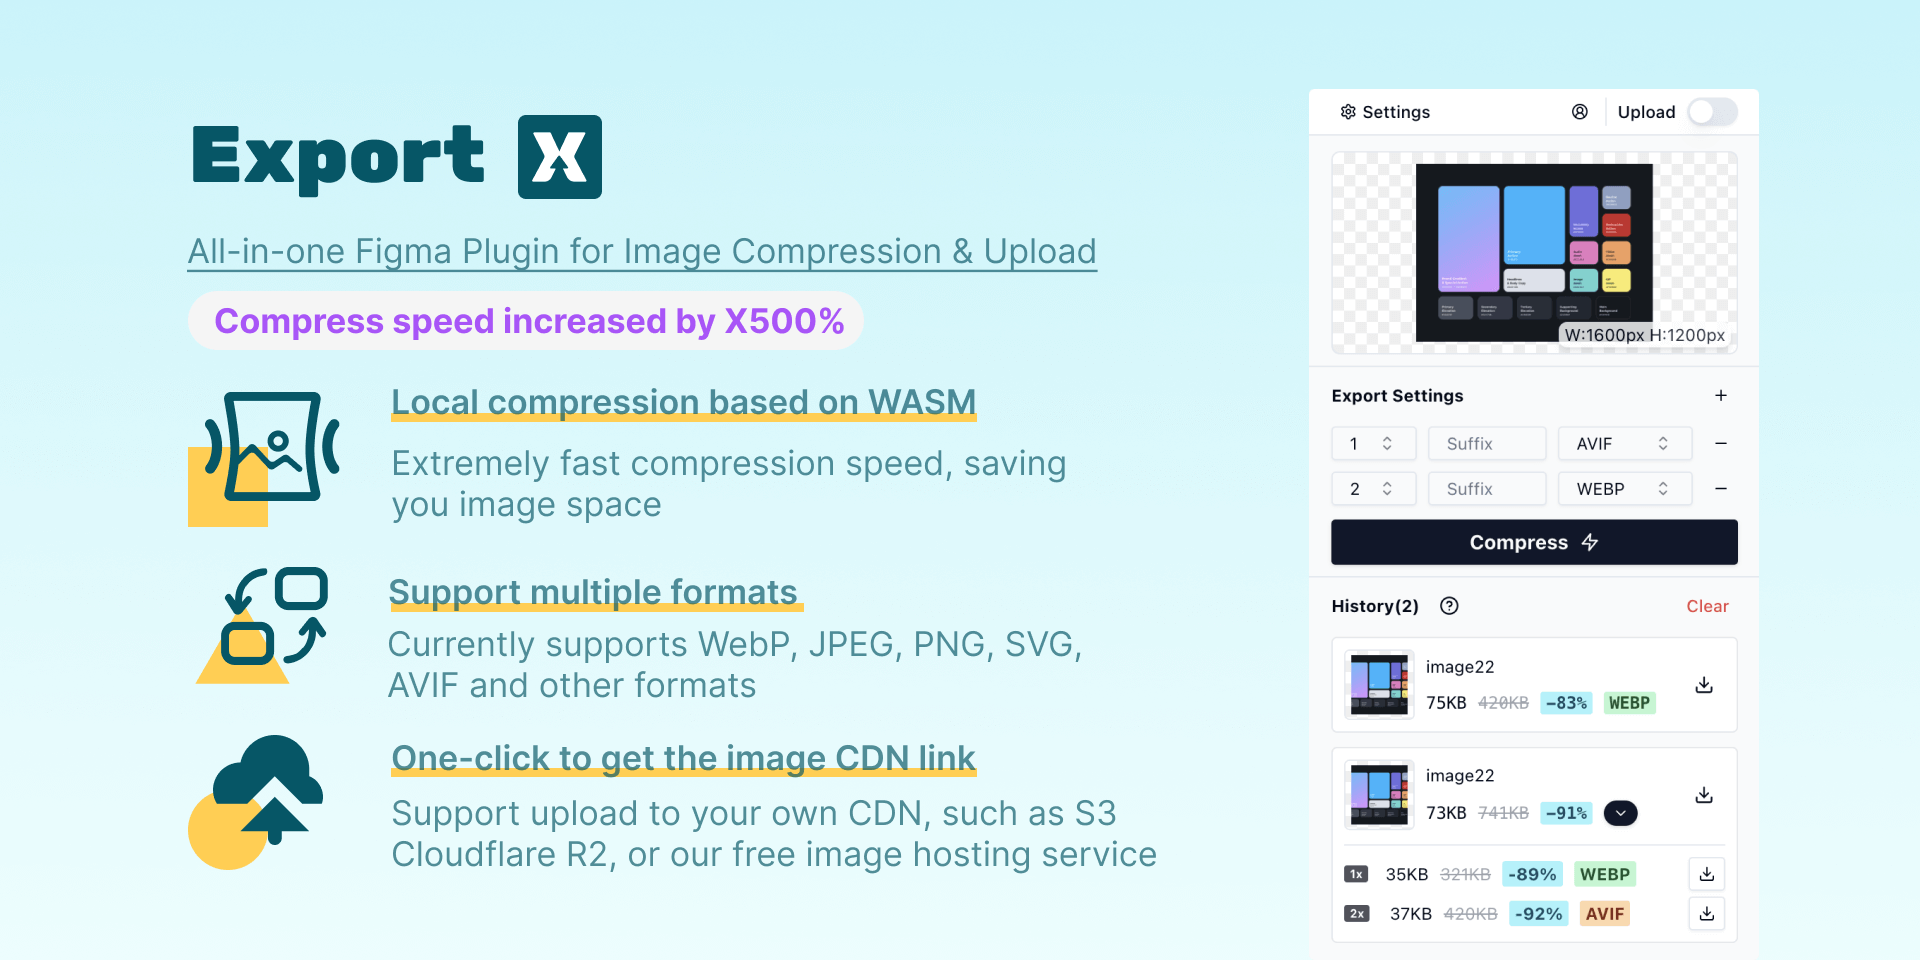 Export X
All-in-one Figma Plugin for Image Compression & Upload
Compress speed increased by X500%
Local compression based on WASM
Extremely fast compression speed, saving
you image space
Support multiple formats
Currently supports WebP, JPEG, PNG, SVG,
AVIF and other formats
One-click to get the image CDN link
Support upload to your own CDN, such as S3
Cloudflare R2, or our free image hosting service
Settings
Upload
W:1600px H:1200px
Export Settings
1 Suffix AVIF
2 Suffix WEBP
Compress
History(2)
Clear
image22
75KB 420KB -83% WEBP
image22
73KB 741KB -91%
1x 35KB 321KB -89% WEBP
2x 37KB 420KB -92% AVIF